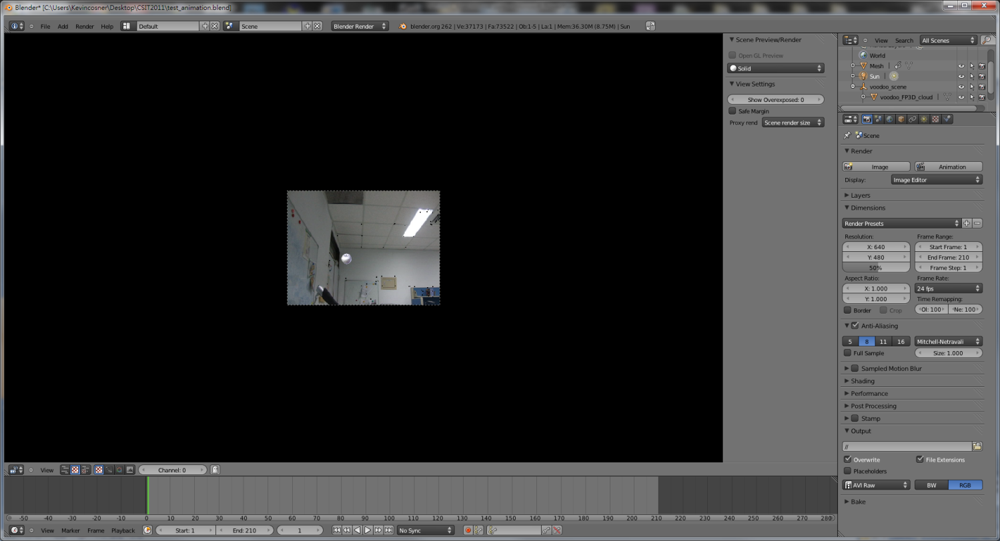 Blender* [C:\Users\Kevincosner\Desktop\CSIT2011\test_animation.blend]
File Add Render Help Default Scene Blender Render blender.org 262 | Ve:37173 | Fa:73522 | Ob:1-5 | La:1 | Mem:36.30M (8.75M) | Sun
Scene Preview/Render
Open GL Preview
Solid
View Settings
Show Overexposed: 0
Safe Margin
Proxy rend Scene render size
View Search All Scenes
World
Mesh
Sun
voodoo_scene
voodoo_FP3D_cloud
Scene
Render
Image Animation
Display: Image Editor
Layers
Dimensions
Render Presets
Resolution: Frame Range:
X: 640 Start Frame: 1
Y: 480 End Frame: 210
50% Frame Step: 1
Aspect Ratio: Frame Rate:
X: 1.000 24 fps
Y: 1.000 Time Remapping:
Border Crop Ol: 100 Ne: 100
Anti-Aliasing
5 8 11 16 Mitchell-Netravali
Full Sample Size: 1.000
Sampled Motion Blur
Shading
Performance
Post Processing
Stamp
Output
//
Overwrite File Extensions
Placeholders
AVI Raw BW RGB
Bake
View Channel: 0
-50 -40 -30 -20 -10 0 10 20 30 40 50 60 70 80 90 100 110 120 130 140 150 160 170 180 190 200 210 220 230 240 250 260 270 280
View Marker Frame Playback Start: 1 End: 210 1 No Sync